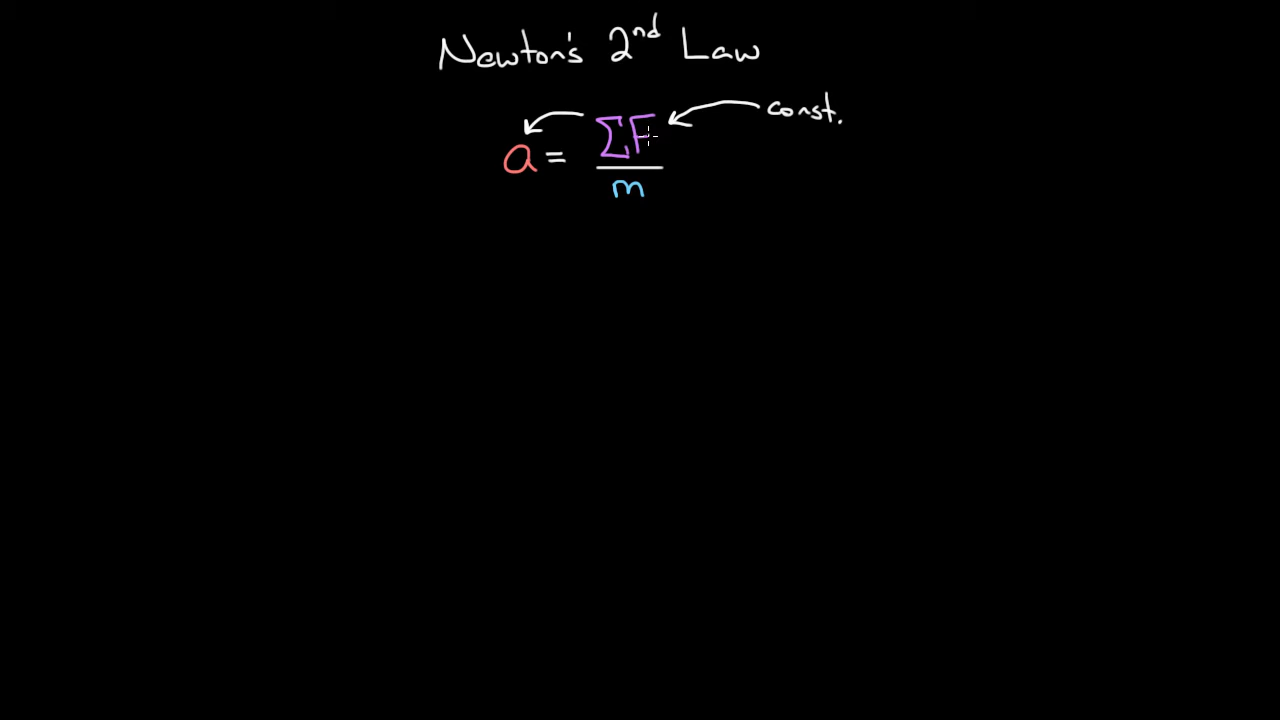 Newton's 2nd Law
const.
a = ΣF
m